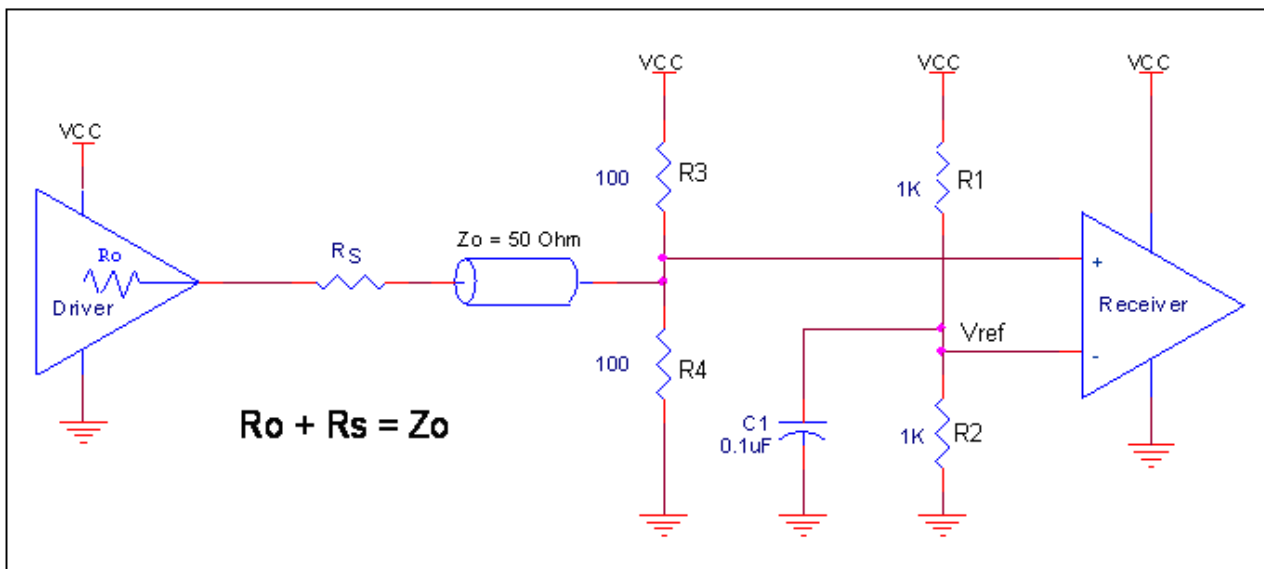 VCC
VCC
VCC
VCC
R3
100
1K
R1
Zo = 50 Ohm
RS
Ro
Driver
+
Receiver
Vref
-
100
R4
Ro + Rs = Zo
C1
0.1uF
1K
R2